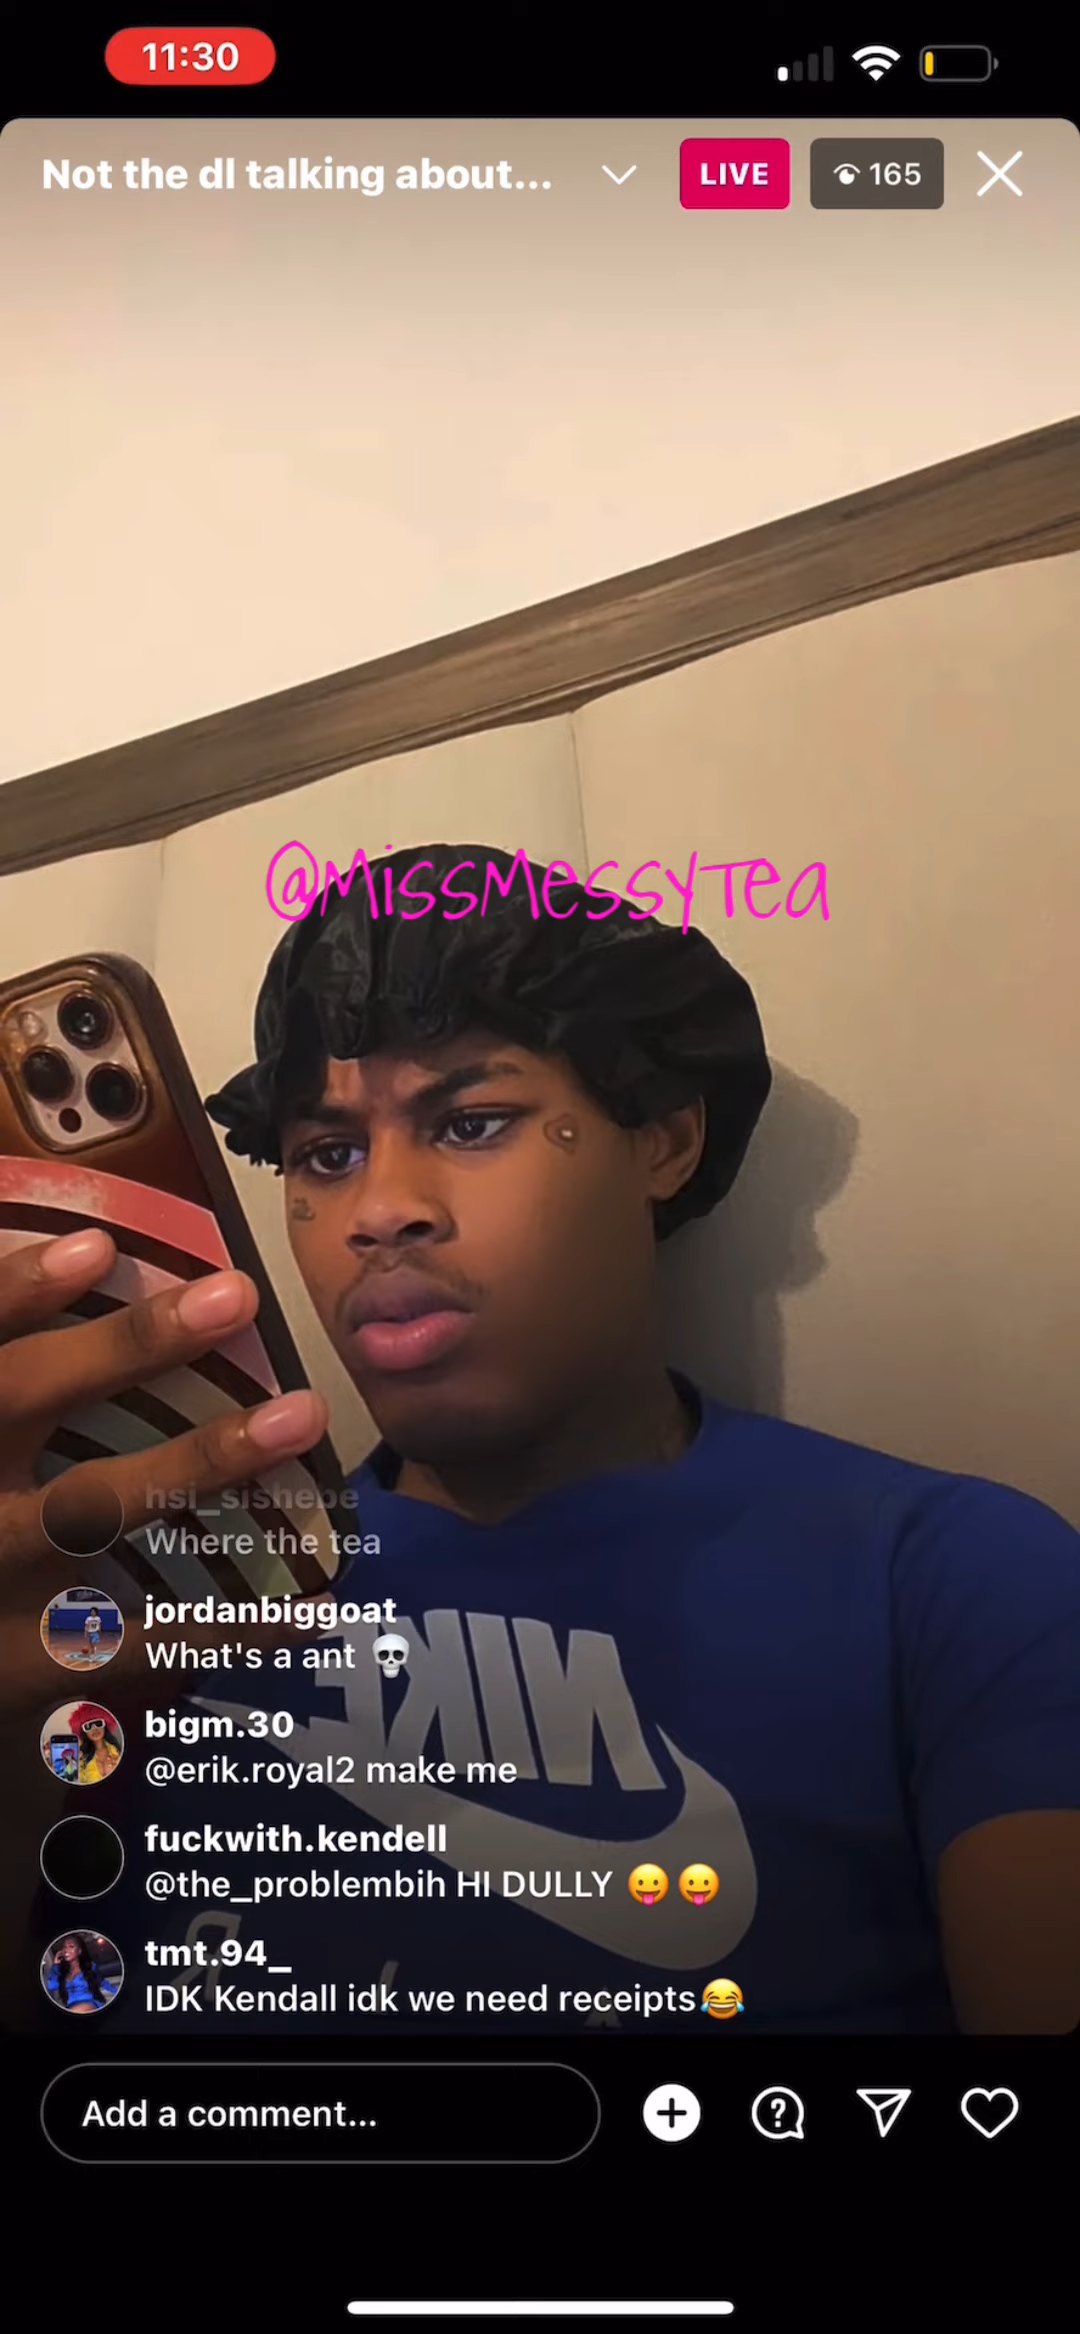 11:30
Not the dl talking about...
LIVE
165
@MissMessyTea
hsi_sishebe
Where the tea
jordanbiggoat
What's a ant 💀
NIKE
bigm.30
@erik.royal2 make me
fuckwith.kendell
@the_problembih HI DULLY 😛😛
tmt.94_
IDK Kendall idk we need receipts😂
Add a comment...